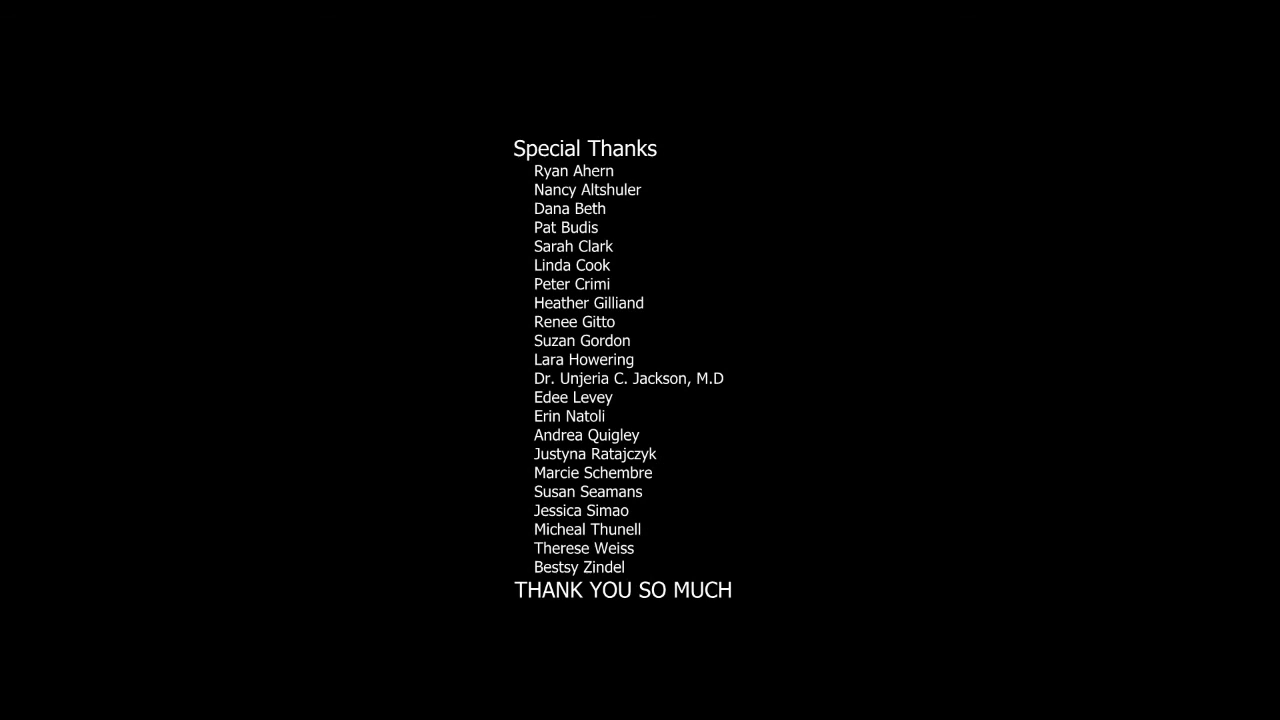 Special Thanks
Ryan Ahern
Nancy Altshuler
Dana Beth
Pat Budis
Sarah Clark
Linda Cook
Peter Crimi
Heather Gilliand
Renee Gitto
Suzan Gordon
Lara Howering
Dr. Unjeria C. Jackson, M.D
Edee Levey
Erin Natoli
Andrea Quigley
Justyna Ratajczyk
Marcie Schembre
Susan Seamans
Jessica Simao
Micheal Thunell
Therese Weiss
Bestsy Zindel
THANK YOU SO MUCH